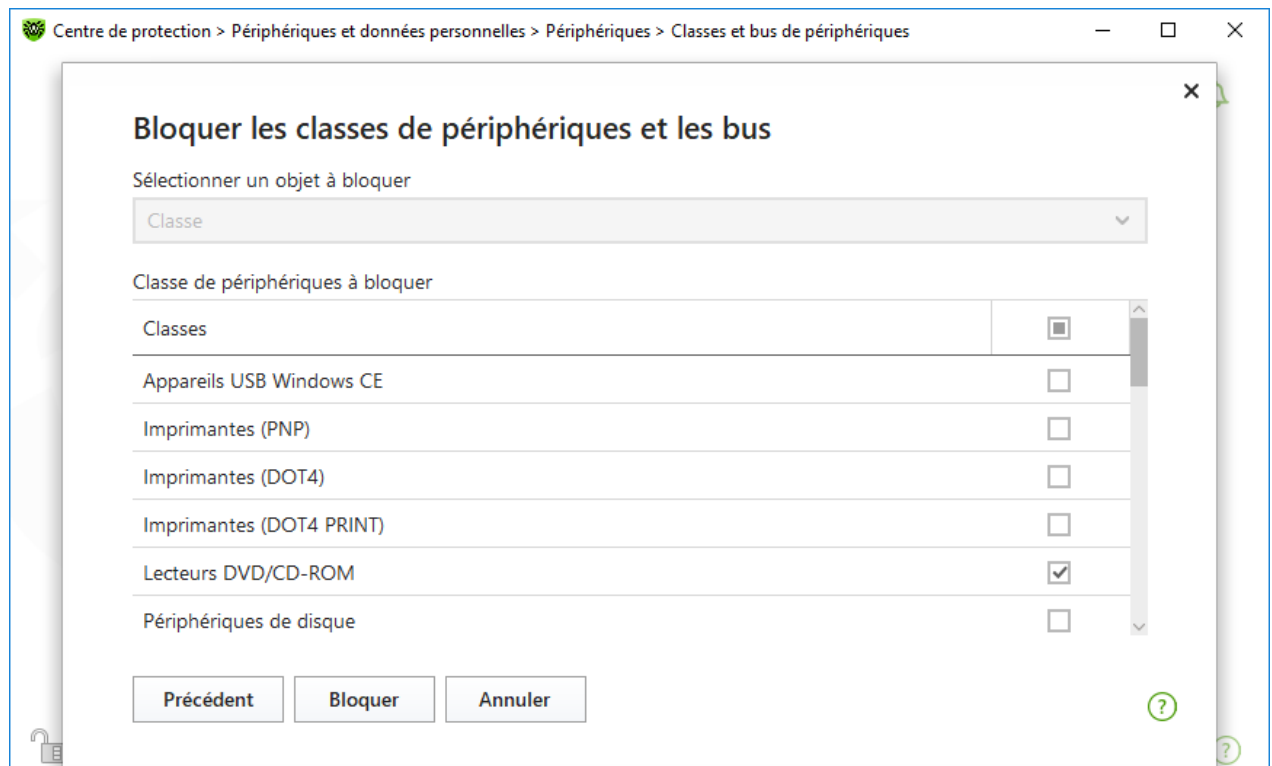 Centre de protection > Périphériques et données personnelles > Périphériques > Classes et bus de périphériques
Bloquer les classes de périphériques et les bus
Sélectionner un objet à bloquer
Classe
Classe de périphériques à bloquer
Classes
Appareils USB Windows CE
Imprimantes (PNP)
Imprimantes (DOT4)
Imprimantes (DOT4 PRINT)
Lecteurs DVD/CD-ROM
Périphériques de disque
Précédent Bloquer Annuler ?
?